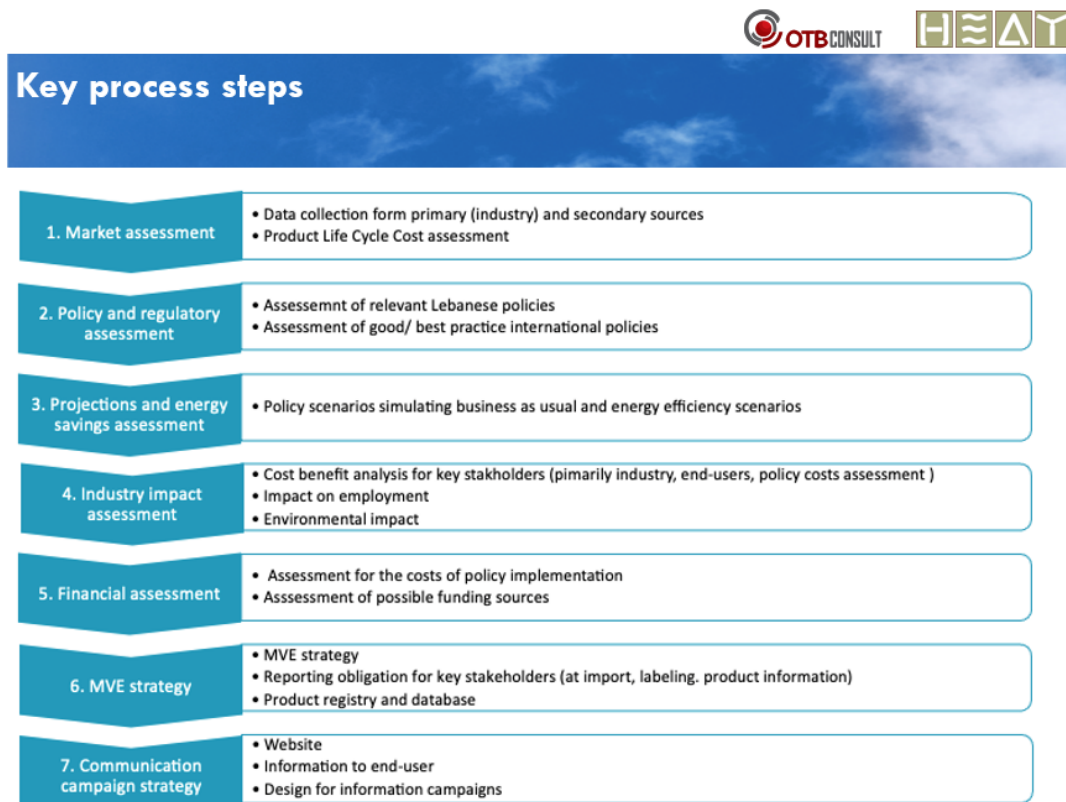 OTBCONSULT HEAT
Key process steps
1. Market assessment
• Data collection form primary (industry) and secondary sources
• Product Life Cycle Cost assessment
2. Policy and regulatory
assessment
• Assessemnt of relevant Lebanese policies
• Assessment of good/ best practice international policies
3. Projections and energy
savings assessment
• Policy scenarios simulating business as usual and energy efficiency scenarios
4. Industry impact
assessment
• Cost benefit analysis for key stakholders (pimarily industry, end-users, policy costs assessment )
• Impact on employment
• Environmental impact
5. Financial assessment
• Assessment for the costs of policy implementation
• Asssessment of possible funding sources
6. MVE strategy
• MVE strategy
• Reporting obligation for key stakeholders (at import, labeling. product information)
• Product registry and database
7. Communication
campaign strategy
• Website
• Information to end-user
• Design for information campaigns